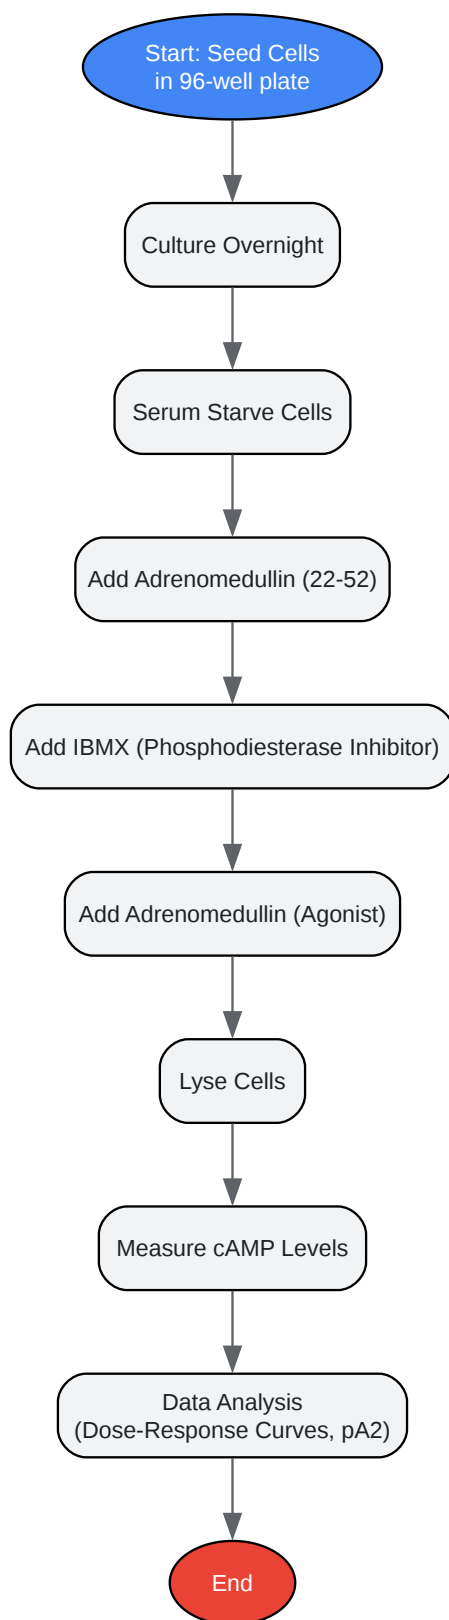 Start: Seed Cells
in 96-well plate
Culture Overnight
Serum Starve Cells
Add Adrenomedullin (22-52)
Add IBMX (Phosphodiesterase Inhibitor)
Add Adrenomedullin (Agonist)
Lyse Cells
Measure cAMP Levels
Data Analysis
(Dose-Response Curves, pA2)
End